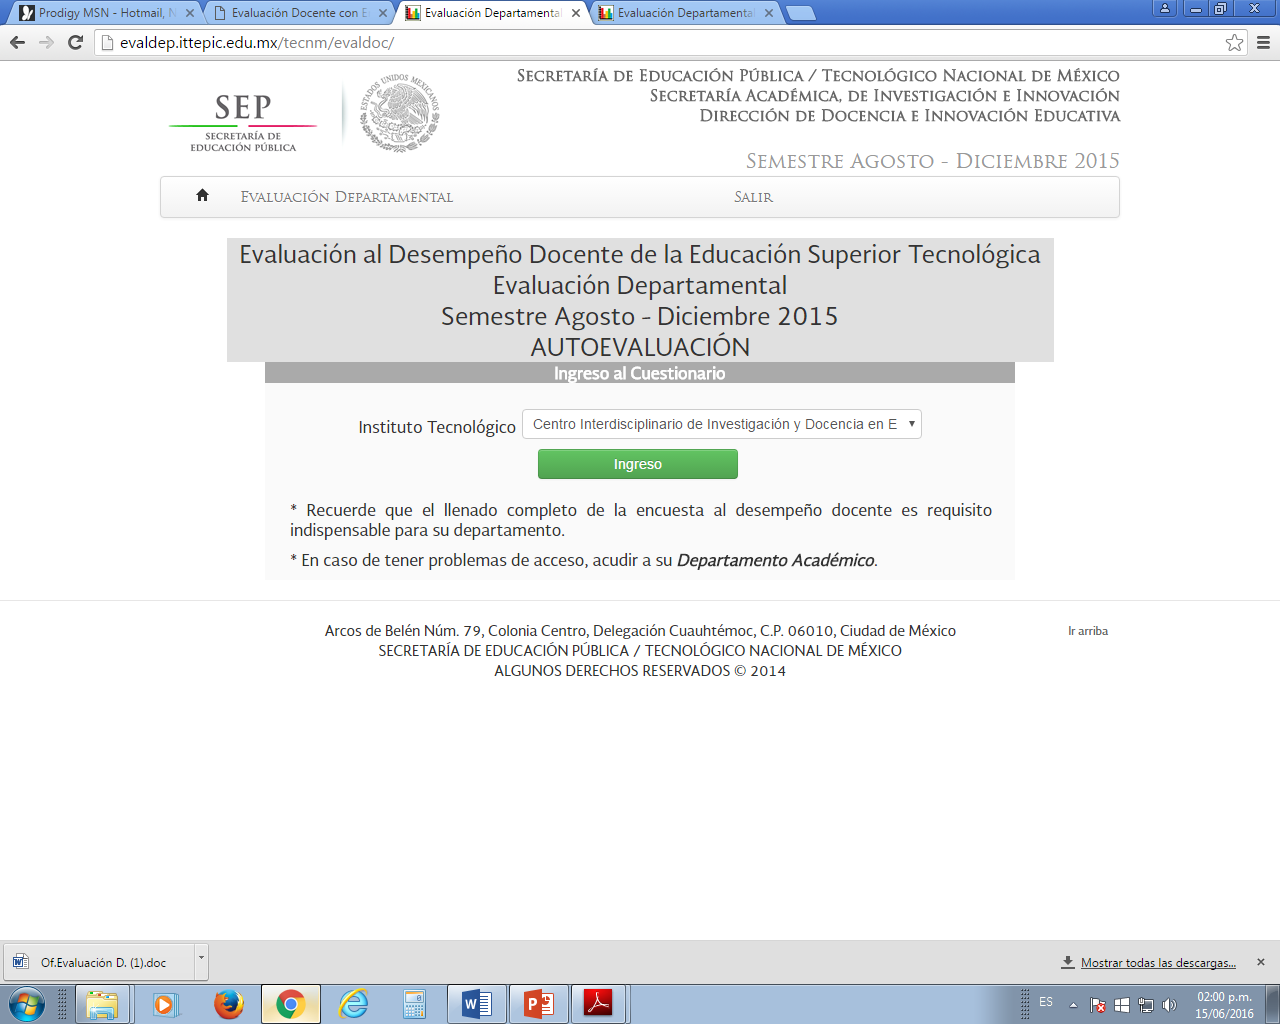 Prodigy MSN - Hotmail, N
Evaluación Docente con E
Evaluación Departamental
Evaluación Departamental
evaldep.ittepic.edu.mx/tecnm/evaldoc/
SEP
SECRETARÍA DE
EDUCACIÓN PÚBLICA
ESTADOS UNIDOS MEXICANOS
SECRETARÍA DE EDUCACIÓN PÚBLICA / TECNOLÓGICO NACIONAL DE MÉXICO
SECRETARÍA ACADÉMICA, DE INVESTIGACIÓN E INNOVACIÓN
DIRECCIÓN DE DOCENCIA E INNOVACIÓN EDUCATIVA
SEMESTRE AGOSTO - DICIEMBRE 2015
EVALUACIÓN DEPARTAMENTAL
SALIR
Evaluación al Desempeño Docente de la Educación Superior Tecnológica
Evaluación Departamental
Semestre Agosto - Diciembre 2015
AUTOEVALUACIÓN
Ingreso al Cuestionario
Instituto Tecnológico
Centro Interdisciplinario de Investigación y Docencia en E
Ingreso
* Recuerde que el llenado completo de la encuesta al desempeño docente es requisito
indispensable para su departamento.
* En caso de tener problemas de acceso, acudir a su Departamento Académico.
Arcos de Belén Núm. 79, Colonia Centro, Delegación Cuauhtémoc, C.P. 06010, Ciudad de México
Ir arriba
SECRETARÍA DE EDUCACIÓN PÚBLICA / TECNOLÓGICO NACIONAL DE MÉXICO
ALGUNOS DERECHOS RESERVADOS © 2014
Of.Evaluación D. (1).doc
Mostrar todas las descargas...
ES
02:00 p.m.
15/06/2016